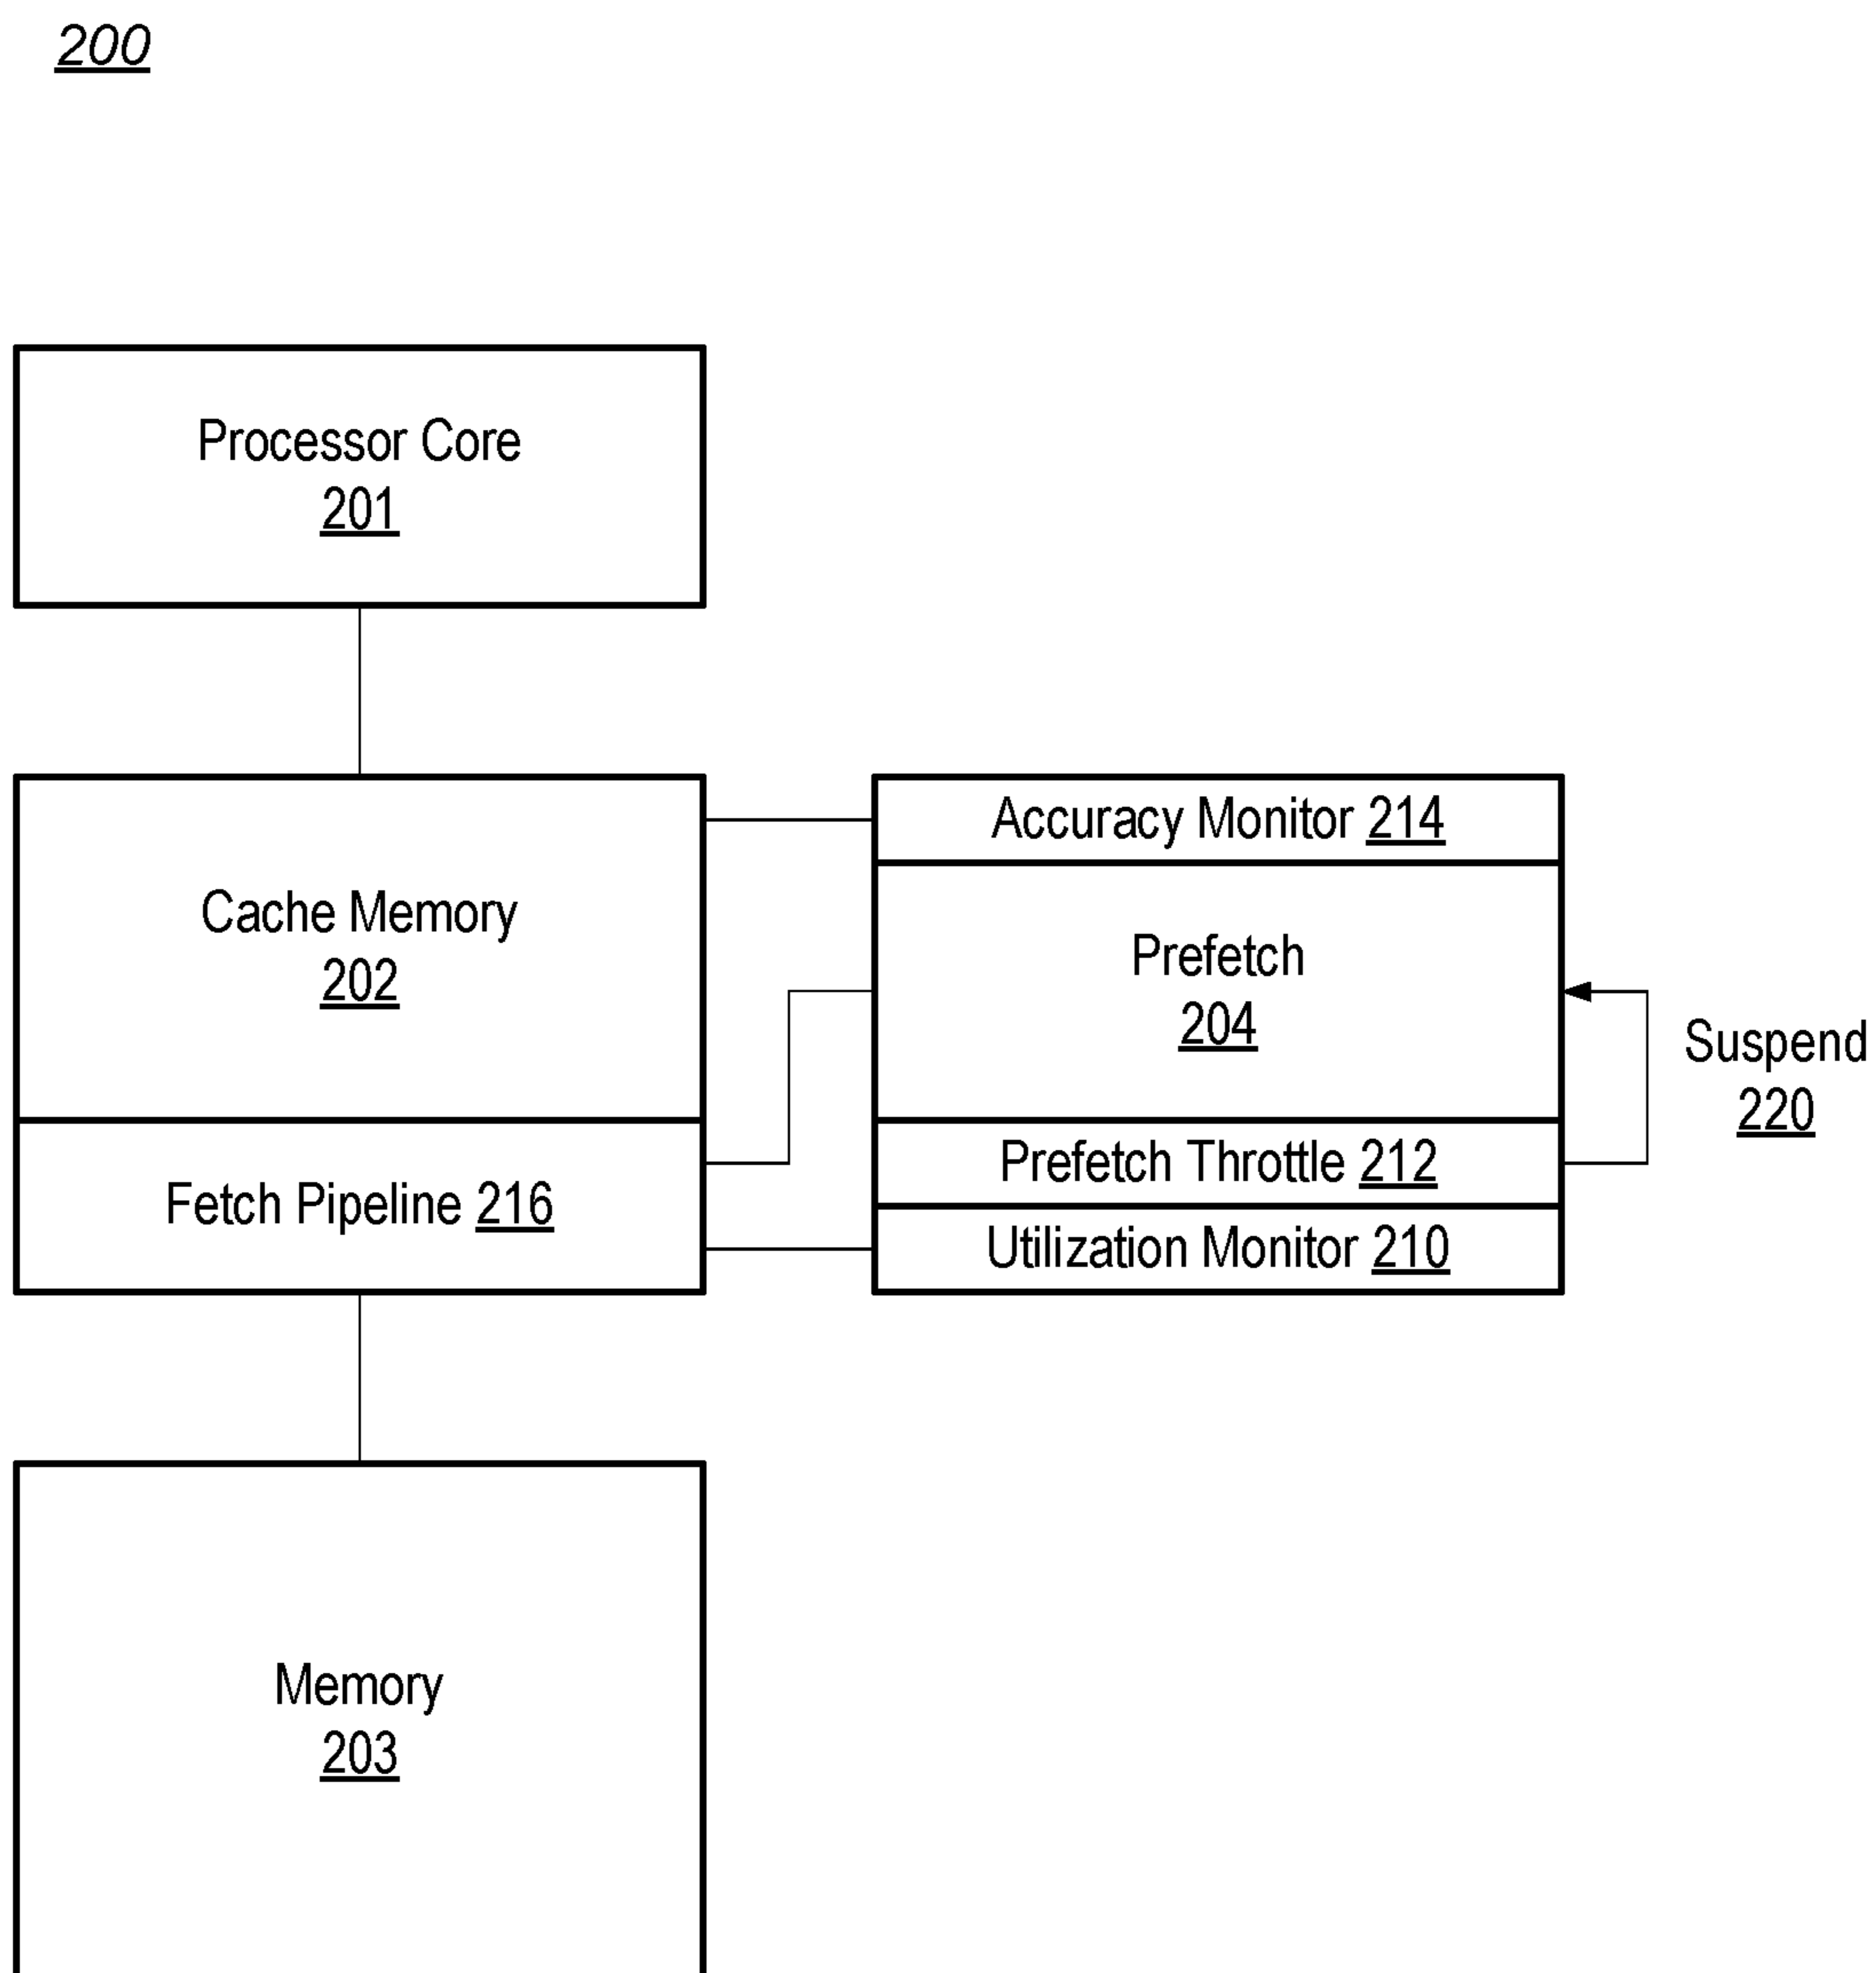 200
Processor Core
201
Cache Memory
202
Fetch Pipeline 216
Accuracy Monitor 214
Prefetch
204
Prefetch Throttle 212
Utilization Monitor 210
Suspend
220
Memory
203